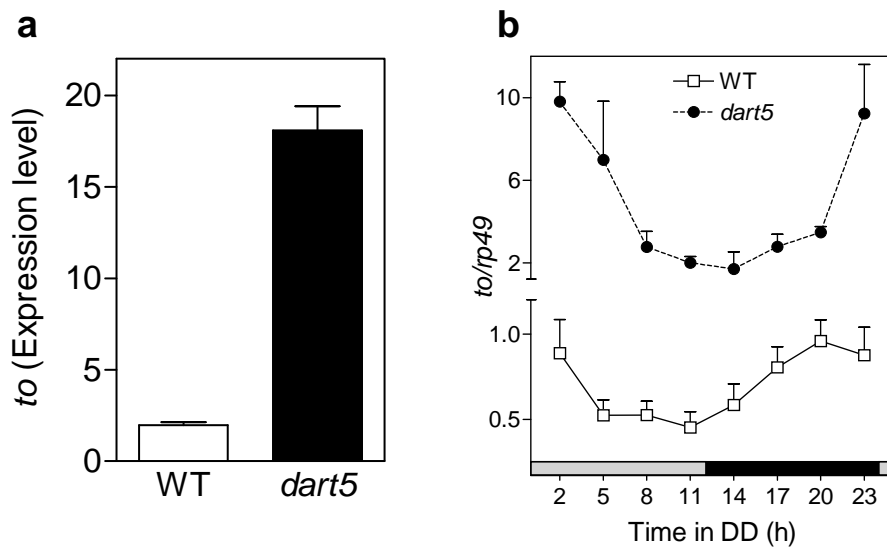 a
to (Expression level)
20
15
10
5
0
WT
dart5
b
WT
dart5
to/rp49
10
6
2
1.0
0.5
2 5 8 11 14 17 20 23
Time in DD (h)